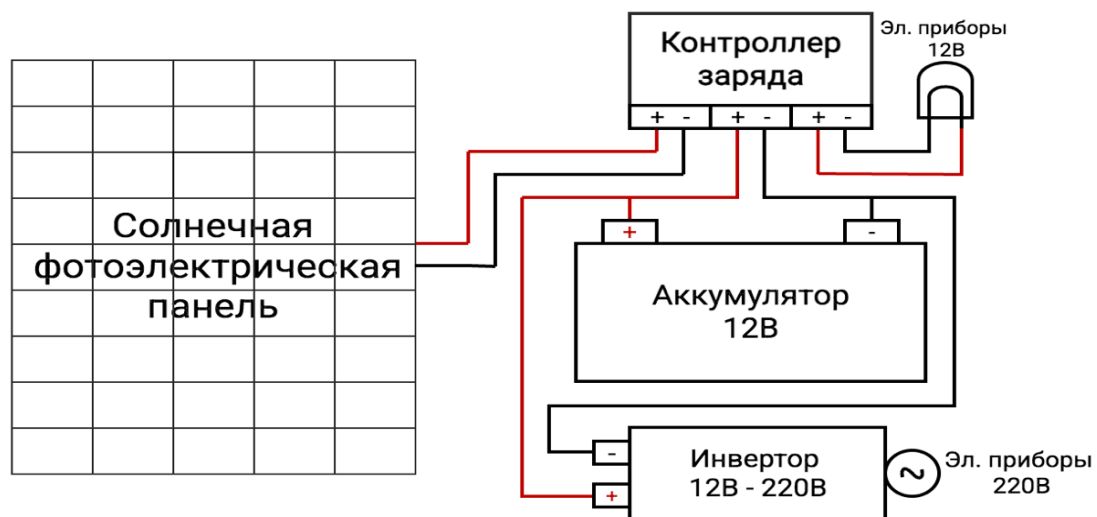 Контроллер
заряда
Эл. приборы
12В
+ - + - + -
Солнечная
фотоэлектрическая
панель
+ -
Аккумулятор
12В
-
+
Инвертор
12В - 220В
~
Эл. приборы
220В